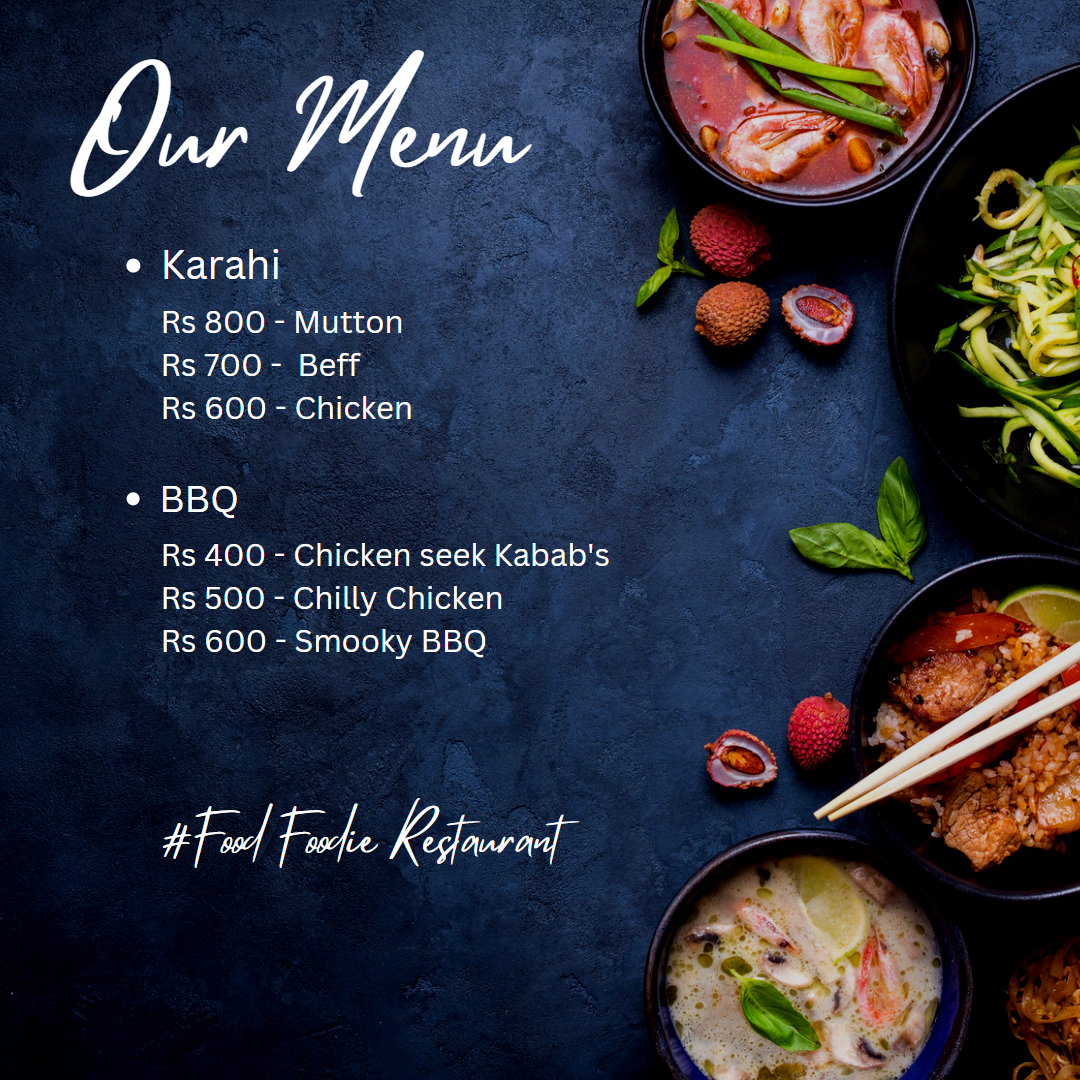 Our Menu
• Karahi
Rs 800 - Mutton
Rs 700 -  Beff
Rs 600 - Chicken
• BBQ
Rs 400 - Chicken seek Kabab's
Rs 500 - Chilly Chicken
Rs 600 - Smooky BBQ
#Food Foodie Restaurant